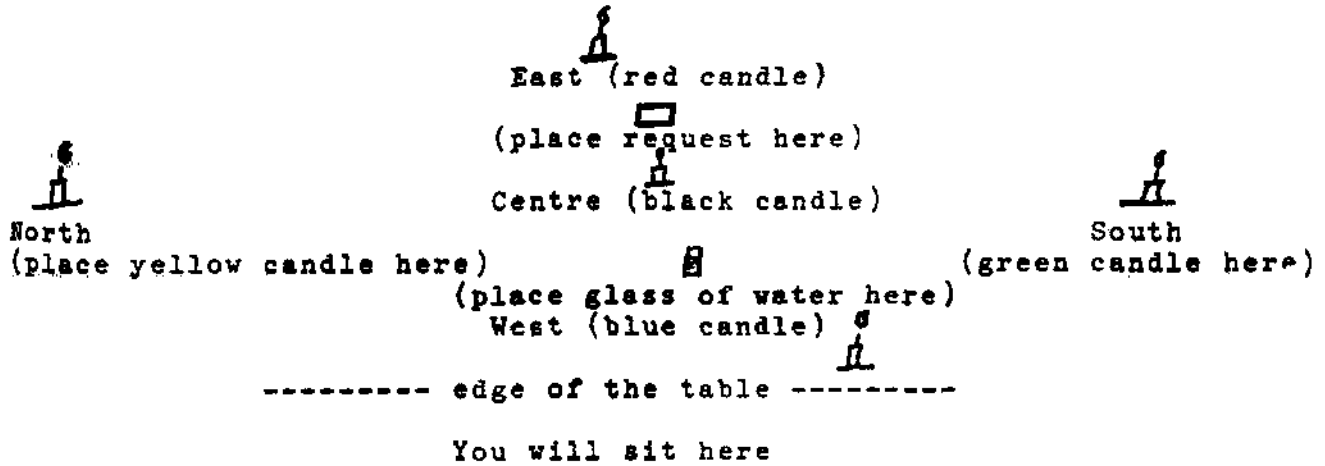 East (red candle)
(place request here)
Centre (black candle)
North South
(place yellow candle here) (green candle here)
(place glass of water here)
West (blue candle)
--------- edge of the table ---------
You will sit here